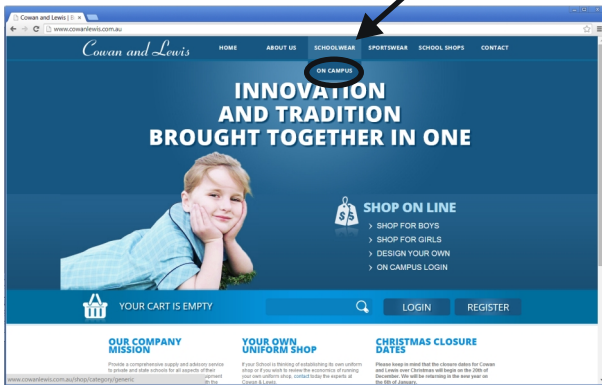 Cowan and Lewis | B
www.cowanlewis.com.au
Cowan and Lewis
HOME ABOUT US SCHOOLWEAR SPORTSWEAR SCHOOL SHOPS CONTACT
ON CAMPUS
INNOVATION
AND TRADITION
BROUGHT TOGETHER IN ONE
SHOP ON LINE
> SHOP FOR BOYS
> SHOP FOR GIRLS
> DESIGN YOUR OWN
> ON CAMPUS LOGIN
YOUR CART IS EMPTY
LOGIN REGISTER
OUR COMPANY
MISSION
Provide a comprehensive supply and advison service
to private and state schools for all aspects of their
YOUR OWN
UNIFORM SHOP
If your School is thinking of establishing its own uniform
shop or if you wish to review the economics of running
your own uniform shop, contact today the experts at
Cowan & Lewis
CHRISTMAS CLOSURE
DATES
Please keep in mind that the closure dates for Cowan
and Lewis over Christmas will begin on the 20th of
December. We will be returning in the new year on
the 6th of January.
www.cowanlewis.com.au/shop/category/generic